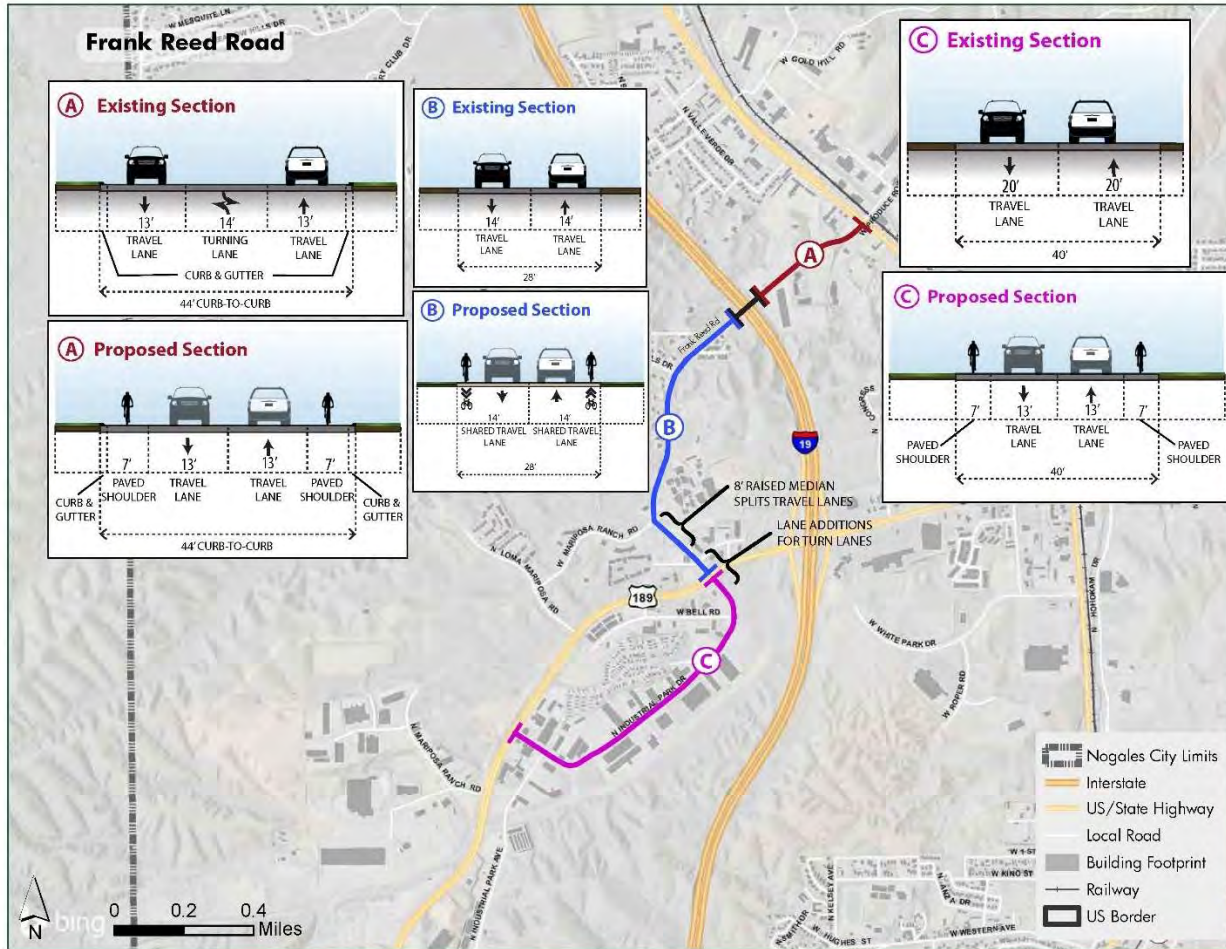 Frank Reed Road
W MESQUITE LN
W GOLD HILL RD
N VALLE VERDE DR
A Existing Section
13'
TRAVEL
LANE
14'
TURNING
LANE
13'
TRAVEL
LANE
CURB & GUTTER
44' CURB-TO-CURB
B Existing Section
14'
TRAVEL
LANE
14'
TRAVEL
LANE
28'
C Existing Section
20'
TRAVEL
LANE
20'
TRAVEL
LANE
40'
A Proposed Section
7'
PAVED
SHOULDER
13'
TRAVEL
LANE
13'
TRAVEL
LANE
7'
PAVED
SHOULDER
CURB &
GUTTER
CURB &
GUTTER
44' CURB-TO-CURB
B Proposed Section
14'
SHARED TRAVEL
LANE
14'
SHARED TRAVEL
LANE
28'
C Proposed Section
7'
PAVED
SHOULDER
13'
TRAVEL
LANE
13'
TRAVEL
LANE
7'
PAVED
SHOULDER
40'
A
Frank Reed Rd
B
19
8' RAISED MEDIAN
SPLITS TRAVEL LANES
LANE ADDITIONS
FOR TURN LANES
W MARIPOSA RANCH RD
N LOMA MARIPOSA RD
189
W BELL RD
C
N INDUSTRIAL PARK DR
N MARIPOSA RANCH RD
N INDUSTRIAL PARK AVE
N CONGRESS
N HOHOKAM DR
W WHITE PARK DR
W ROPER RD
W KINO ST
N KELSEY AVE
W HUGHES ST
W WESTERN AVE
Nogales City Limits
Interstate
US/State Highway
Local Road
Building Footprint
Railway
US Border
N
bing
0 0.2 0.4
Miles